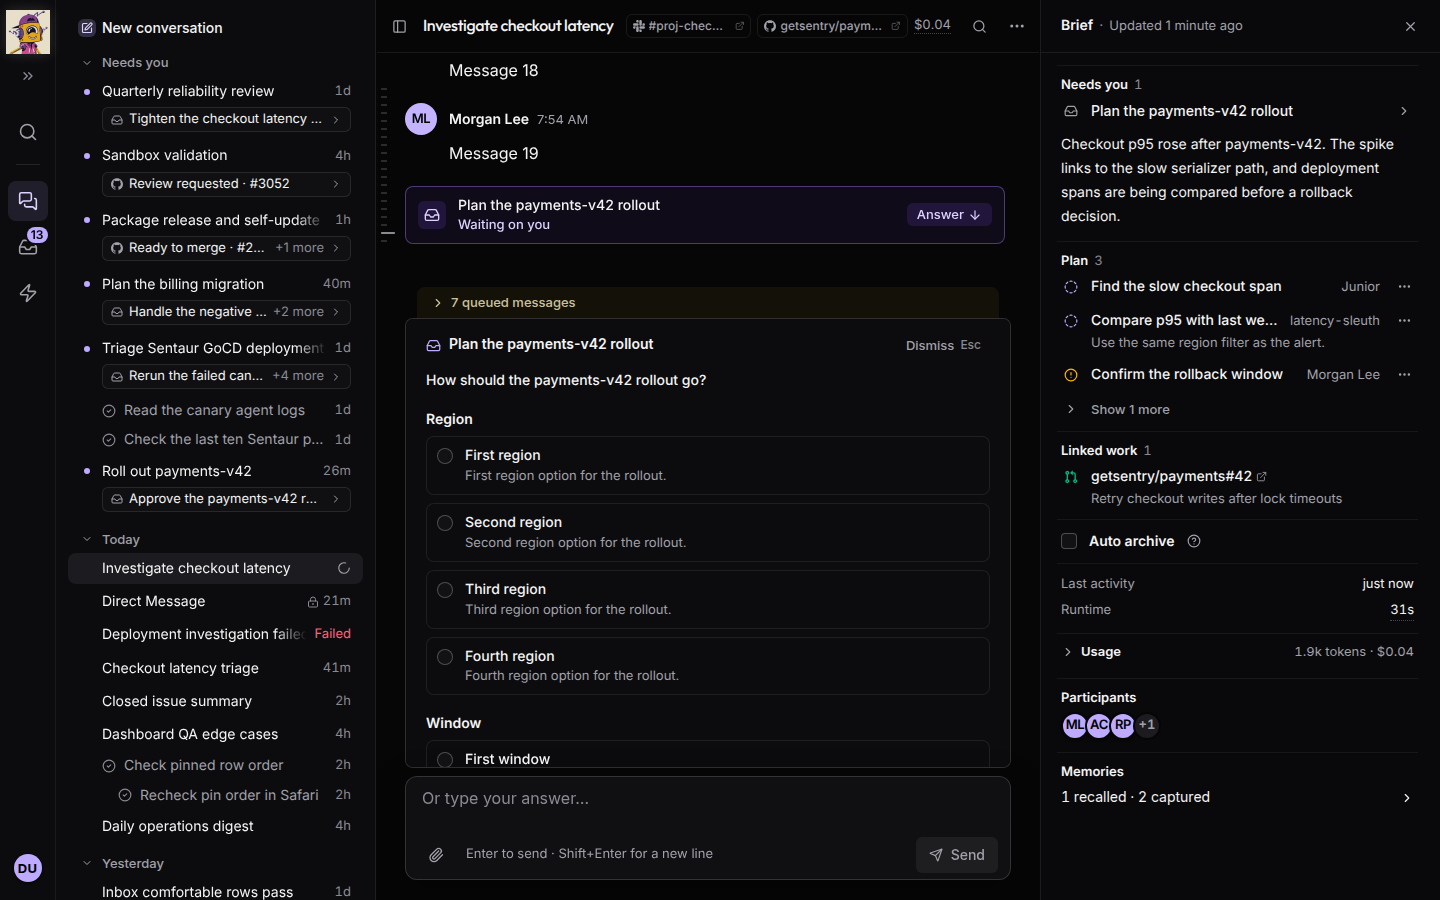 New conversation
Needs you
Quarterly reliability review 1d
Tighten the checkout latency ...
Sandbox validation 4h
Review requested · #3052
Package release and self-update 1h
Ready to merge · #2... +1 more
Plan the billing migration 40m
Handle the negative ... +2 more
Triage Sentaur GoCD deployment 1d
Rerun the failed can... +4 more
Read the canary agent logs 1d
Check the last ten Sentaur p... 1d
Roll out payments-v42 26m
Approve the payments-v42 r...
Today
Investigate checkout latency
Direct Message 21m
Deployment investigation failed Failed
Checkout latency triage 41m
Closed issue summary 2h
Dashboard QA edge cases 4h
Check pinned row order 2h
Recheck pin order in Safari 2h
Daily operations digest 4h
Yesterday
Inbox comfortable rows pass 1d
13
DU
Investigate checkout latency #proj-chec... getsentry/paym... $0.04
Message 18
ML Morgan Lee 7:54 AM
Message 19
Plan the payments-v42 rollout
Waiting on you
Answer ↓
7 queued messages
Plan the payments-v42 rollout Dismiss Esc
How should the payments-v42 rollout go?
Region
First region
First region option for the rollout.
Second region
Second region option for the rollout.
Third region
Third region option for the rollout.
Fourth region
Fourth region option for the rollout.
Window
First window
Or type your answer...
Enter to send · Shift+Enter for a new line Send
Brief · Updated 1 minute ago
Needs you 1
Plan the payments-v42 rollout
Checkout p95 rose after payments-v42. The spike
links to the slow serializer path, and deployment
spans are being compared before a rollback
decision.
Plan 3
Find the slow checkout span Junior
Compare p95 with last we... latency-sleuth
Use the same region filter as the alert.
Confirm the rollback window Morgan Lee
Show 1 more
Linked work 1
getsentry/payments#42
Retry checkout writes after lock timeouts
Auto archive
Last activity just now
Runtime 31s
Usage 1.9k tokens · $0.04
Participants
ML AC RP +1
Memories
1 recalled · 2 captured